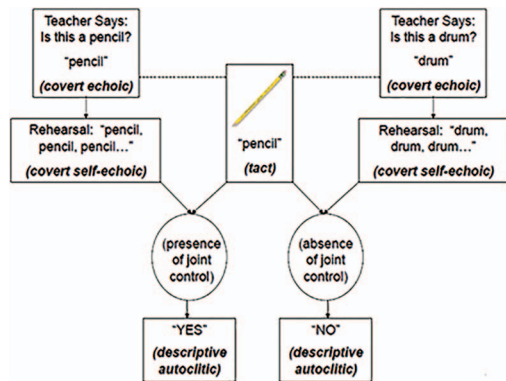 Teacher Says:
Is this a pencil?
"pencil"
(covert echoic)
Teacher Says:
Is this a drum?
"drum"
(covert echoic)
Rehearsal: "pencil,
pencil, pencil…"
(covert self-echoic)
"pencil"
(tact)
Rehearsal: "drum,
drum, drum…"
(covert self-echoic)
(presence
of joint
control)
(absence
of joint
control)
"YES"
(descriptive
autoclitic)
"NO"
(descriptive
autoclitic)